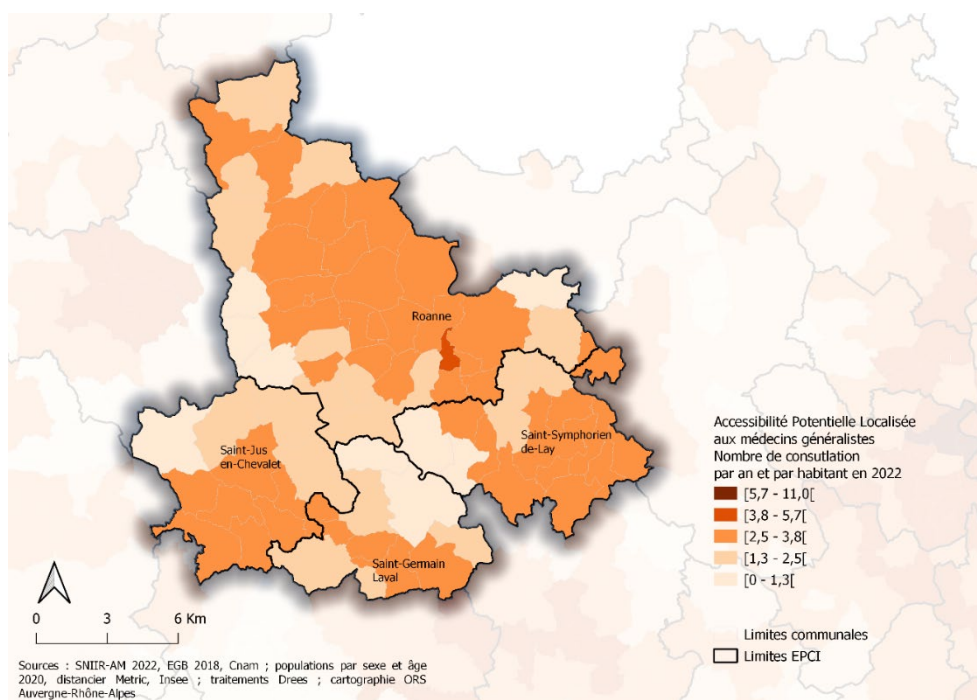 Roanne
Saint-Jus
en-Chevalet
Saint-Symphorien
de-Lay
Saint-Germain
Laval
Accessibilité Potentielle Localisée
aux médecins généralistes
Nombre de consutlation
par an et par habitant en 2022
[5,7 - 11,0[
[3,8 - 5,7[
[2,5 - 3,8[
[1,3 - 2,5[
[0 - 1,3[
Limites communales
Limites EPCI
0 3 6 Km
Sources : SNIIR-AM 2022, EGB 2018, Cnam ; populations par sexe et âge
2020, distancier Metric, Insee ; traitements Drees ; cartographie ORS
Auvergne-Rhône-Alpes